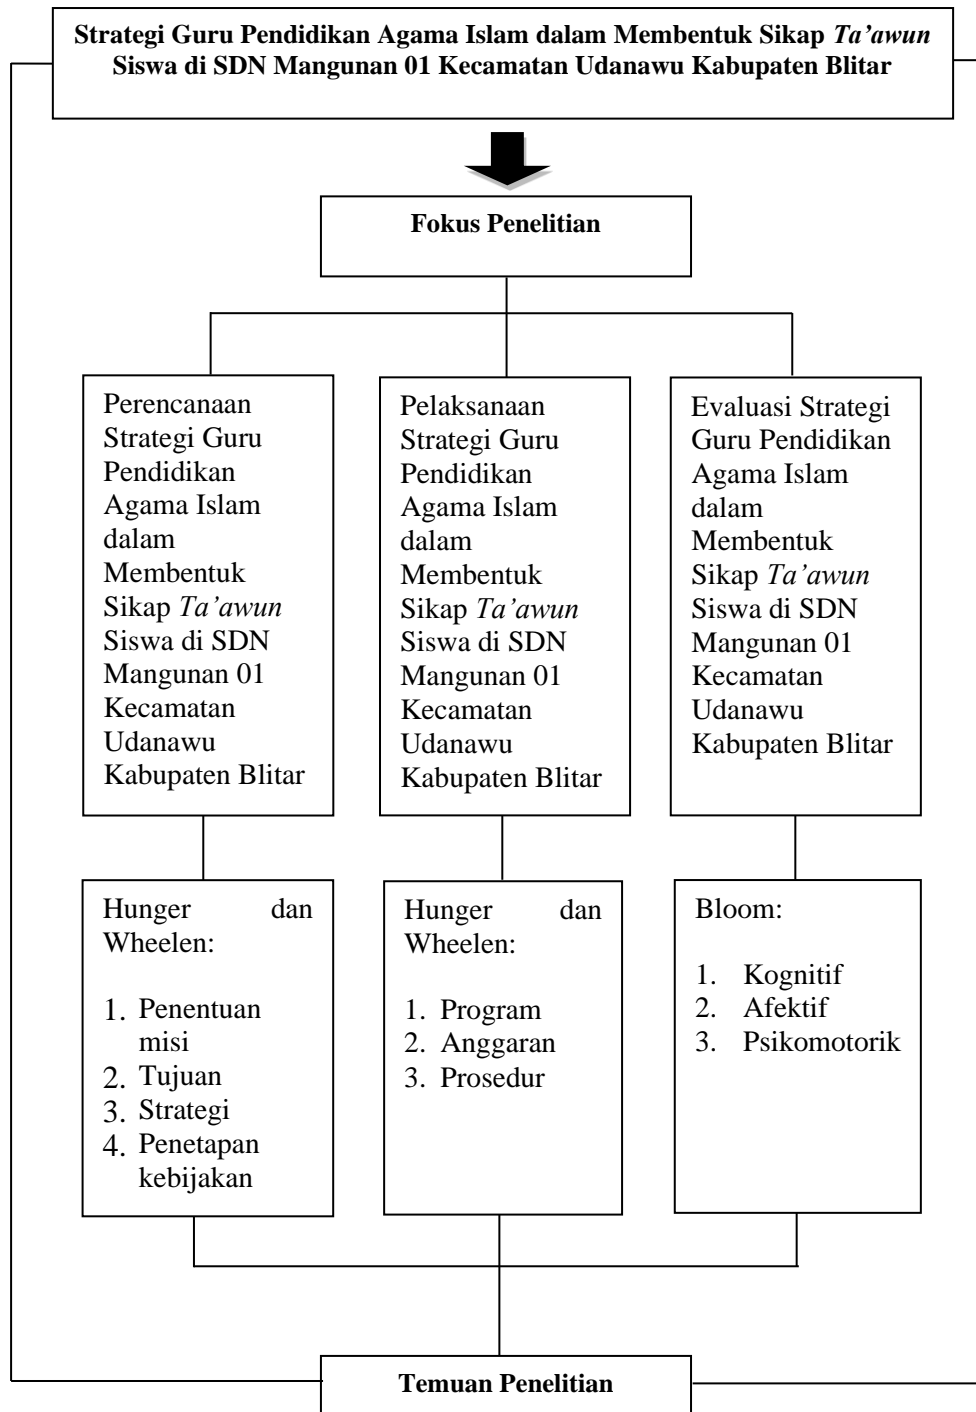 Strategi Guru Pendidikan Agama Islam dalam Membentuk Sikap Ta’awun
Siswa di SDN Mangunan 01 Kecamatan Udanawu Kabupaten Blitar
Fokus Penelitian
Perencanaan
Strategi Guru
Pendidikan
Agama Islam
dalam
Membentuk
Sikap Ta’awun
Siswa di SDN
Mangunan 01
Kecamatan
Udanawu
Kabupaten Blitar
Pelaksanaan
Strategi Guru
Pendidikan
Agama Islam
dalam
Membentuk
Sikap Ta’awun
Siswa di SDN
Mangunan 01
Kecamatan
Udanawu
Kabupaten Blitar
Evaluasi Strategi
Guru Pendidikan
Agama Islam
dalam
Membentuk
Sikap Ta’awun
Siswa di SDN
Mangunan 01
Kecamatan
Udanawu
Kabupaten Blitar
Hunger dan
Wheelen:
1. Penentuan
misi
2. Tujuan
3. Strategi
4. Penetapan
kebijakan
Hunger dan
Wheelen:
1. Program
2. Anggaran
3. Prosedur
Bloom:
1. Kognitif
2. Afektif
3. Psikomotorik
Temuan Penelitian